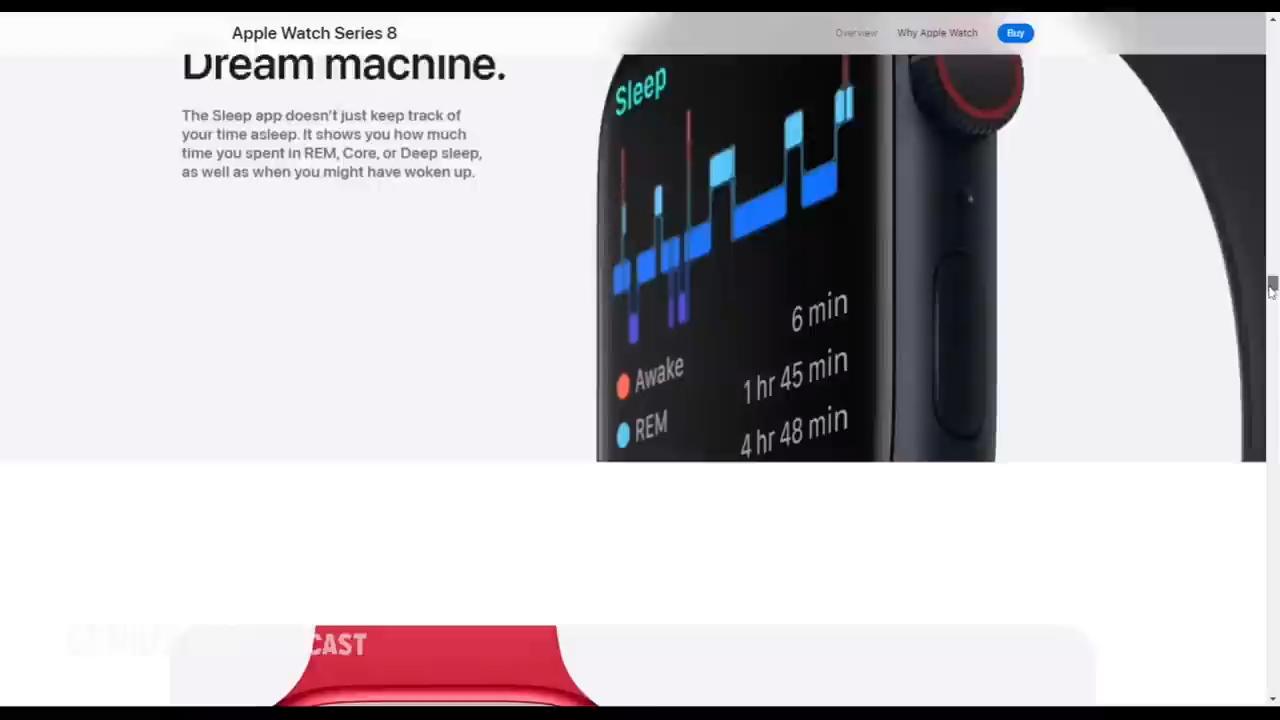 Apple Watch Series 8
Overview
Why Apple Watch
Buy
Dream machine.
The Sleep app doesn't just keep track of
your time asleep. It shows you how much
time you spent in REM, Core, or Deep sleep,
as well as when you might have woken up.
Sleep
6 min
Awake
1 hr 45 min
REM
4 hr 48 min
CAST